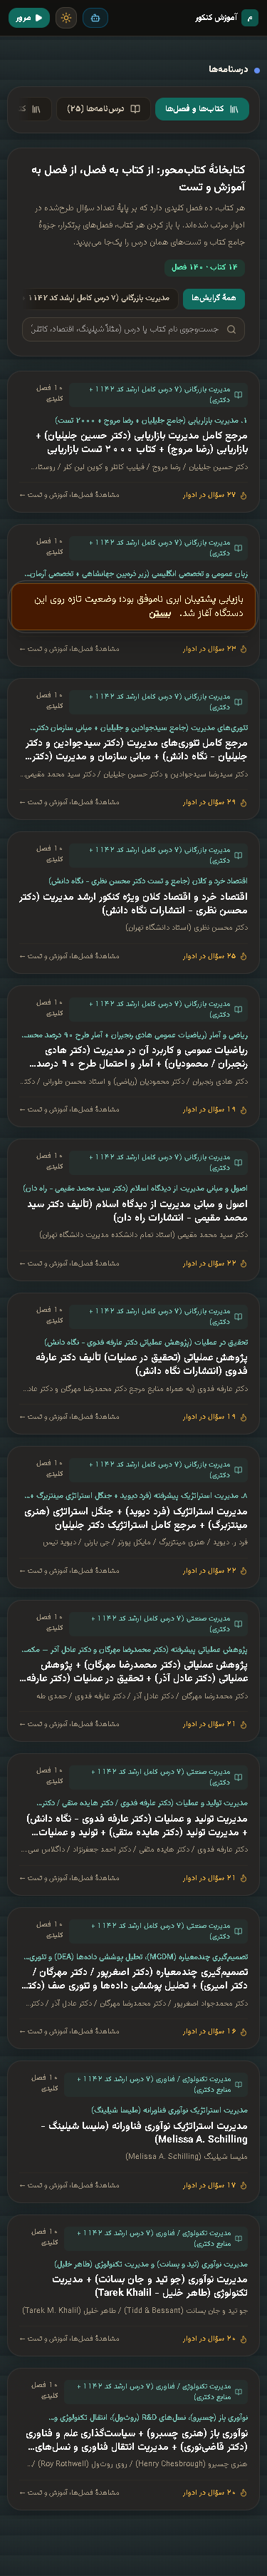 م آموزش کنکور
مرور
درسنامه‌ها
کتاب‌ها و فصل‌ها
درس‌نامه‌ها (۲۵)
کتابخانهٔ کتاب‌محور: از کتاب به فصل، از فصل به
آموزش و تست
هر کتاب، ده فصل کلیدی دارد که بر پایهٔ تعداد سؤال طرح‌شده در
ادوار مرتب شده‌اند. با باز کردن هر کتاب، فصل‌های پرتکرار، جزوهٔ
جامع کتاب و تست‌های همان درس را یک‌جا می‌بینید.
۱۴ کتاب · ۱۴۰ فصل
همهٔ گرایش‌ها
مدیریت بازرگانی (۷ درس کامل ارشد کد ۱۱۴۲
جستجوی نام کتاب یا درس (مثلاً شیلینگ، اقتصاد، کاتلر)
مدیریت بازرگانی (۷ درس کامل ارشد کد ۱۱۴۲ +
دکتری)
۱۰ فصل
کلیدی
۱. مدیریت بازاریابی (جامع جلیلیان + رضا مروج + ۲۰۰۰ تست)
مرجع کامل مدیریت بازاریابی (دکتر حسین جلیلیان) +
بازاریابی (رضا مروج) + کتاب ۲۰۰۰ تست بازاریابی
دکتر حسین جلیلیان / رضا مروج / فیلیپ کاتلر و کوین لین کلر / روستا،...
۲۷ سؤال در ادوار
مشاهدهٔ فصل‌ها، آموزش و تست ←
مدیریت بازرگانی (۷ درس کامل ارشد کد ۱۱۴۲ +
دکتری)
۱۰ فصل
کلیدی
زبان عمومی و تخصصی انگلیسی (زیر ذره‌بین جهانشاهی + تخصصی آرمان...
بازیابی پشتیبان ابری ناموفق بود؛ وضعیت تازه روی این
دستگاه آغاز شد. بستن
۲۳ سؤال در ادوار
مشاهدهٔ فصل‌ها، آموزش و تست ←
مدیریت بازرگانی (۷ درس کامل ارشد کد ۱۱۴۲ +
دکتری)
۱۰ فصل
کلیدی
تئوری‌های مدیریت (جامع سیدجوادین و جلیلیان + مبانی سازمان دکتر...
مرجع کامل تئوری‌های مدیریت (دکتر سیدجوادین و دکتر
جلیلیان - نگاه دانش) + مبانی سازمان و مدیریت (دکتر...
دکتر سیدرضا سیدجوادین و دکتر حسین جلیلیان / دکتر سید محمد مقیمی...
۲۹ سؤال در ادوار
مشاهدهٔ فصل‌ها، آموزش و تست ←
مدیریت بازرگانی (۷ درس کامل ارشد کد ۱۱۴۲ +
دکتری)
۱۰ فصل
کلیدی
اقتصاد خرد و کلان (جامع و تست دکتر محسن نظری - نگاه دانش)
اقتصاد خرد و اقتصاد کلان ویژه کنکور ارشد مدیریت (دکتر
محسن نظری - انتشارات نگاه دانش)
دکتر محسن نظری (استاد دانشگاه تهران)
۲۵ سؤال در ادوار
مشاهدهٔ فصل‌ها، آموزش و تست ←
مدیریت بازرگانی (۷ درس کامل ارشد کد ۱۱۴۲ +
دکتری)
۱۰ فصل
کلیدی
ریاضی و آمار (ریاضیات عمومی هادی رنجبران + آمار طرح ۹۰ درصد محسـ...
ریاضیات عمومی و کاربرد آن در مدیریت (دکتر هادی
رنجبران / محمودیان) + آمار و احتمال طرح ۹۰ درصد...
دکتر هادی رنجبران / دکتر محمودیان (ریاضی) و استاد محسن طورانی / دکتـ...
۱۹ سؤال در ادوار
مشاهدهٔ فصل‌ها، آموزش و تست ←
مدیریت بازرگانی (۷ درس کامل ارشد کد ۱۱۴۲ +
دکتری)
۱۰ فصل
کلیدی
اصول و مبانی مدیریت از دیدگاه اسلام (دکتر سید محمد مقیمی - راه دان)
اصول و مبانی مدیریت از دیدگاه اسلام (تألیف دکتر سید
محمد مقیمی - انتشارات راه دان)
دکتر سید محمد مقیمی (استاد تمام دانشکده مدیریت دانشگاه تهران)
۲۲ سؤال در ادوار
مشاهدهٔ فصل‌ها، آموزش و تست ←
مدیریت بازرگانی (۷ درس کامل ارشد کد ۱۱۴۲ +
دکتری)
۱۰ فصل
کلیدی
تحقیق در عملیات (پژوهش عملیاتی دکتر عارفه فدوی - نگاه دانش)
پژوهش عملیاتی (تحقیق در عملیات) تألیف دکتر عارفه
فدوی (انتشارات نگاه دانش)
دکتر عارفه فدوی (به همراه منابع مرجع دکتر محمدرضا مهرگان و دکتر عاد...
۱۹ سؤال در ادوار
مشاهدهٔ فصل‌ها، آموزش و تست ←
مدیریت بازرگانی (۷ درس کامل ارشد کد ۱۱۴۲ +
دکتری)
۱۰ فصل
کلیدی
۸. مدیریت استراتژیک پیشرفته (فرد دیوید + جنگل استراتژی مینتزبرگ +...
مدیریت استراتژیک (فرد دیوید) + جنگل استراتژی (هنری
مینتزبرگ) + مرجع کامل استراتژیک دکتر جلیلیان
فرد ر. دیوید / هنری مینتزبرگ / مایکل پورتر / جی بارنی / دیوید تیس
۲۲ سؤال در ادوار
مشاهدهٔ فصل‌ها، آموزش و تست ←
مدیریت صنعتی (۷ درس کامل ارشد کد ۱۱۴۲ +
دکتری)
۱۰ فصل
کلیدی
پژوهش عملیاتی پیشرفته (دکتر محمدرضا مهرگان و دکتر عادل آذر — مکمـ...
پژوهش عملیاتی (دکتر محمدرضا مهرگان) + پژوهش
عملیاتی (دکتر عادل آذر) + تحقیق در عملیات (دکتر عارفه...
دکتر محمدرضا مهرگان / دکتر عادل آذر / دکتر عارفه فدوی / حمدی طه
۲۱ سؤال در ادوار
مشاهدهٔ فصل‌ها، آموزش و تست ←
مدیریت صنعتی (۷ درس کامل ارشد کد ۱۱۴۲ +
دکتری)
۱۰ فصل
کلیدی
مدیریت تولید و عملیات (دکتر عارفه فدوی / دکتر هایده متقی / دکتر...
مدیریت تولید و عملیات (دکتر عارفه فدوی - نگاه دانش)
+ مدیریت تولید (دکتر هایده متقی) + تولید و عملیات...
دکتر عارفه فدوی / دکتر هایده متقی / دکتر احمد جعفرنژاد / داگلاس سی....
۲۱ سؤال در ادوار
مشاهدهٔ فصل‌ها، آموزش و تست ←
مدیریت صنعتی (۷ درس کامل ارشد کد ۱۱۴۲ +
دکتری)
۱۰ فصل
کلیدی
تصمیم‌گیری چندمعیاره (MCDM)، تحلیل پوششی داده‌ها (DEA) و تئوری...
تصمیم‌گیری چندمعیاره (دکتر اصغرپور / دکتر مهرگان /
دکتر امیری) + تحلیل پوششی داده‌ها و تئوری صف (دکتـ...
دکتر محمدجواد اصغرپور / دکتر محمدرضا مهرگان / دکتر عادل آذر / دکتر...
۱۶ سؤال در ادوار
مشاهدهٔ فصل‌ها، آموزش و تست ←
مدیریت تکنولوژی / فناوری (۷ درس ارشد کد ۱۱۴۲ +
منابع دکتری)
۱۰ فصل
کلیدی
مدیریت استراتژیک نوآوری فناورانه (ملیسا شیلینگ)
مدیریت استراتژیک نوآوری فناورانه (ملیسا شیلینگ -
Melissa A. Schilling)
ملیسا شیلینگ (Melissa A. Schilling)
۱۷ سؤال در ادوار
مشاهدهٔ فصل‌ها، آموزش و تست ←
مدیریت تکنولوژی / فناوری (۷ درس ارشد کد ۱۱۴۲ +
منابع دکتری)
۱۰ فصل
کلیدی
مدیریت نوآوری (تید و بسانت) و مدیریت تکنولوژی (طاهر خلیل)
مدیریت نوآوری (جو تید و جان بسانت) + مدیریت
تکنولوژی (طاهر خلیل - Tarek Khalil)
جو تید و جان بسانت (Tidd & Bessant) / طاهر خلیل (Tarek M. Khalil)
۲۰ سؤال در ادوار
مشاهدهٔ فصل‌ها، آموزش و تست ←
مدیریت تکنولوژی / فناوری (۷ درس ارشد کد ۱۱۴۲ +
منابع دکتری)
۱۰ فصل
کلیدی
نوآوری باز (چسبرو)، نسل‌های R&D (روث‌ول)، انتقال تکنولوژی و...
نوآوری باز (هنری چسبرو) + سیاست‌گذاری علم و فناوری
(دکتر قاضی‌نوری) + مدیریت انتقال فناوری و نسل‌های...
هنری چسبرو (Henry Chesbrough) / روی روث‌ول (Roy Rothwell) /...
۲۰ سؤال در ادوار
مشاهدهٔ فصل‌ها، آموزش و تست ←